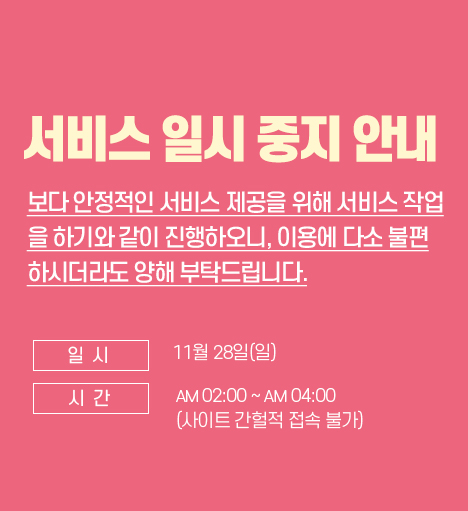 서비스 일시 중지 안내
보다 안정적인 서비스 제공을 위해 서비스 작업
을 하기와 같이 진행하오니, 이용에 다소 불편
하시더라도 양해 부탁드립니다.
일 시 11월 28일(일)
시 간 AM 02:00 ~ AM 04:00
(사이트 간헐적 접속 불가)